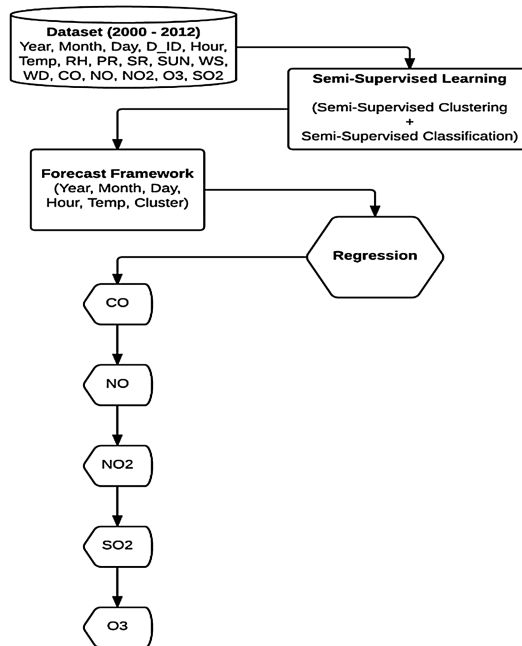 Dataset (2000 - 2012)
Year, Month, Day, D_ID, Hour,
Temp, RH, PR, SR, SUN, WS,
WD, CO, NO, NO2, O3, SO2
Semi-Supervised Learning
(Semi-Supervised Clustering
+
Semi-Supervised Classification)
Forecast Framework
(Year, Month, Day,
Hour, Temp, Cluster)
Regression
CO
NO
NO2
SO2
O3